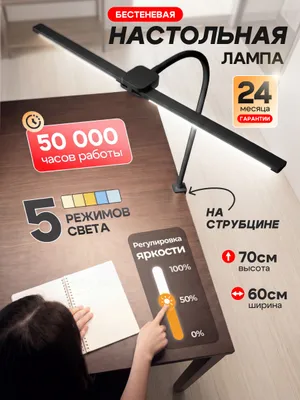 БЕСТЕНЕВАЯ
НАСТОЛЬНАЯ
ЛАМПА
24
месяца
ГАРАНТИИ
50 000
часов работы
5 РЕЖИМОВ
СВЕТА
НА
СТРУБЦИНЕ
Регулировка
яркости
100%
50%
0%
70см
высота
60см
ширина